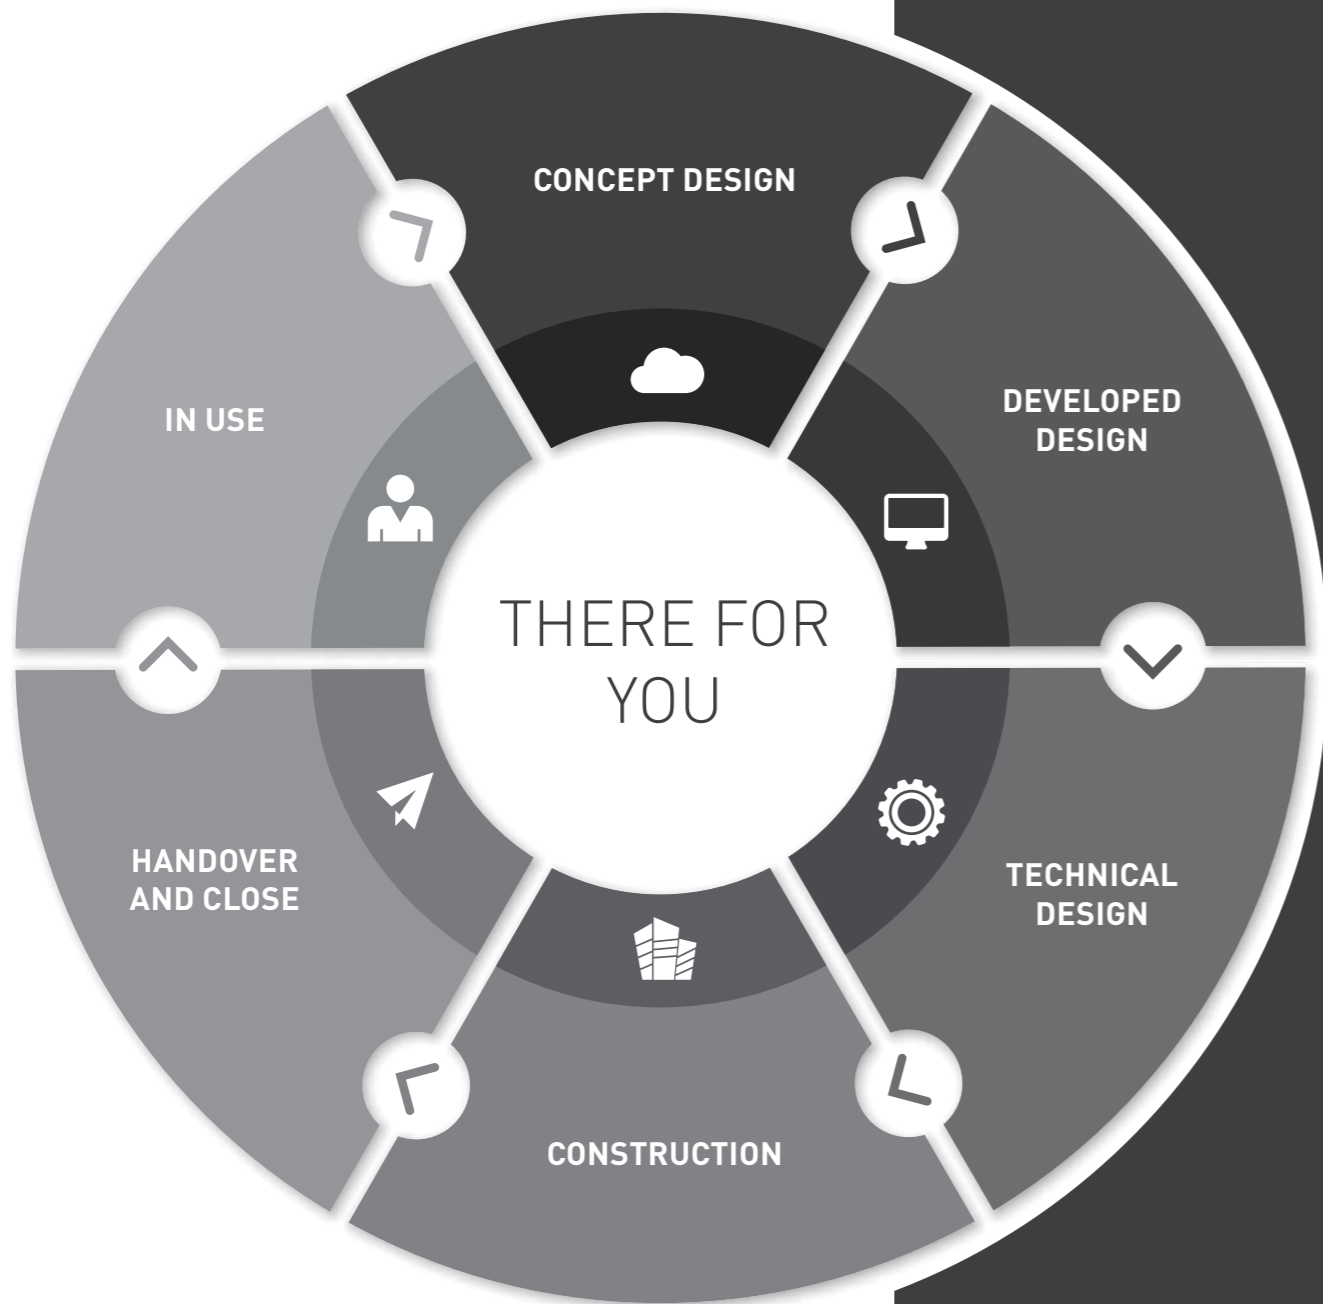 CONCEPT DESIGN
DEVELOPED
DESIGN
TECHNICAL
DESIGN
CONSTRUCTION
HANDOVER
AND CLOSE
IN USE
THERE FOR
YOU